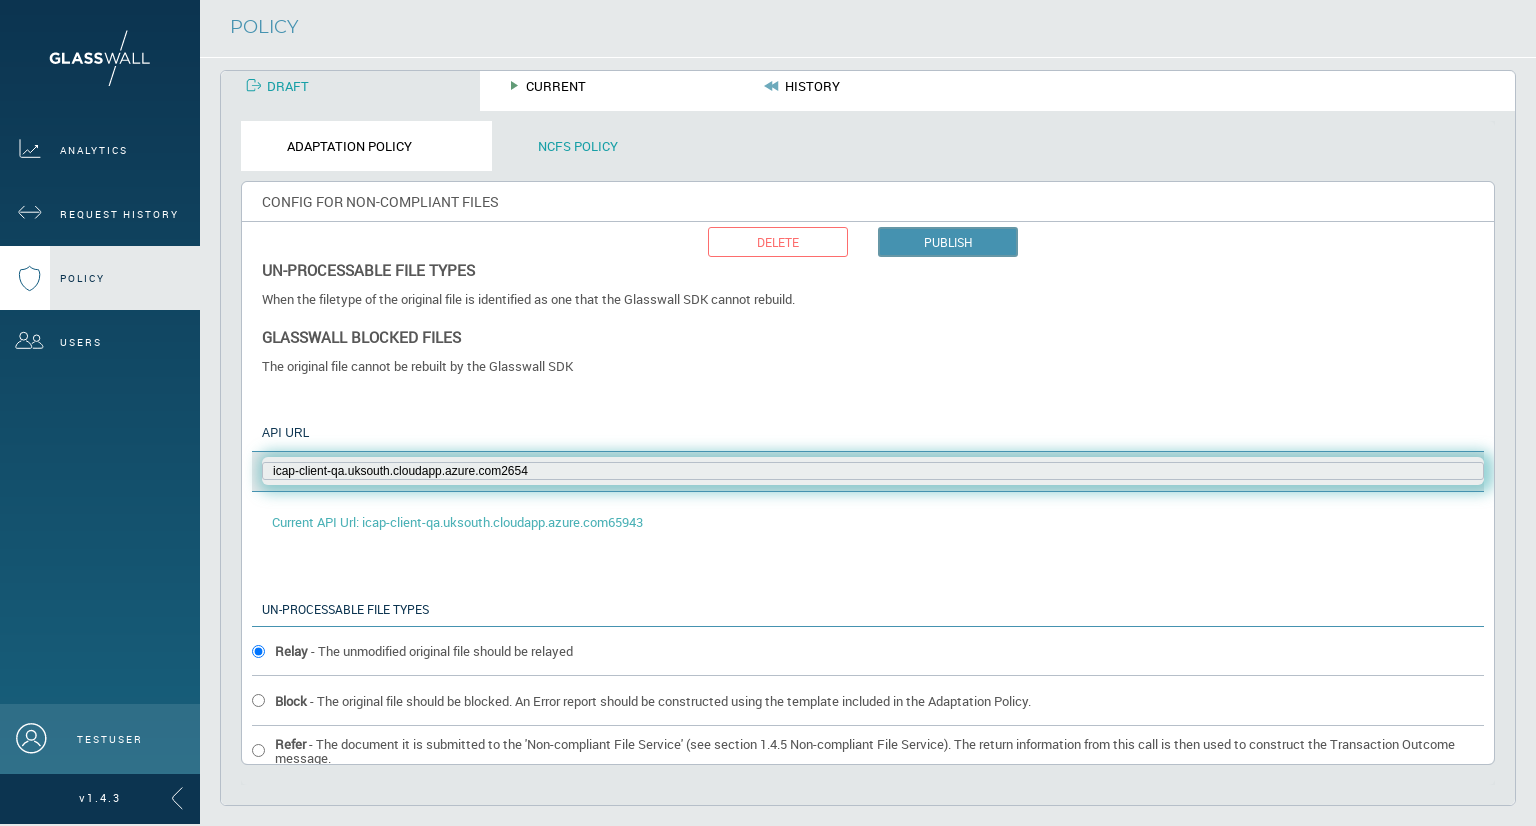 GLASSWALL
ANALYTICS
REQUEST HISTORY
POLICY
USERS
TESTUSER
v1.4.3
POLICY
DRAFT
CURRENT
HISTORY
ADAPTATION POLICY
NCFS POLICY
CONFIG FOR NON-COMPLIANT FILES
DELETE
PUBLISH
UN-PROCESSABLE FILE TYPES
When the filetype of the original file is identified as one that the Glasswall SDK cannot rebuild.
GLASSWALL BLOCKED FILES
The original file cannot be rebuilt by the Glasswall SDK
API URL
icap-client-qa.uksouth.cloudapp.azure.com2654
Current API Url: icap-client-qa.uksouth.cloudapp.azure.com65943
UN-PROCESSABLE FILE TYPES
Relay - The unmodified original file should be relayed
Block - The original file should be blocked. An Error report should be constructed using the template included in the Adaptation Policy.
Refer - The document it is submitted to the 'Non-compliant File Service' (see section 1.4.5 Non-compliant File Service). The return information from this call is then used to construct the Transaction Outcome
message.